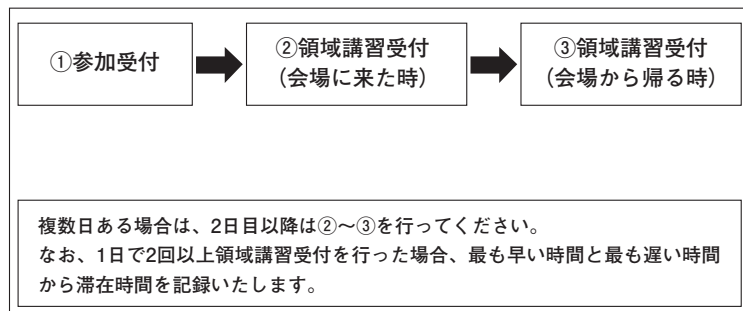 ①参加受付
②領域講習受付
(会場に来た時)
③領域講習受付
(会場から帰る時)
複数日ある場合は、2日目以降は②〜③を行ってください。
なお、1日で2回以上領域講習受付を行った場合、最も早い時間と最も遅い時間
から滞在時間を記録いたします。